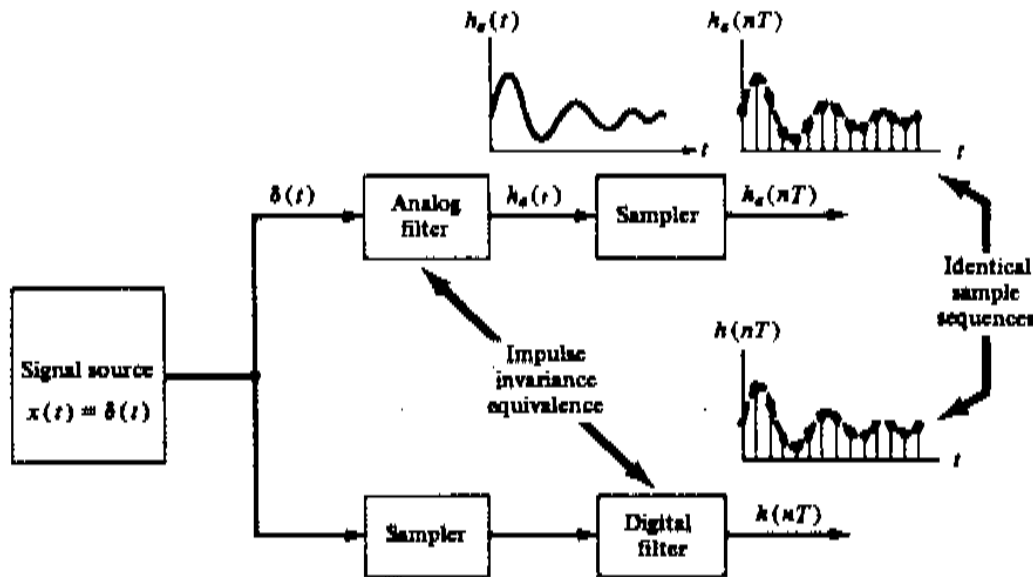 hₐ(t)
hₐ(nT)
t
t
δ(t)
Analog
filter
hₐ(t)
Sampler
hₐ(nT)
Identical
sample
sequences
Signal source
x(t) = δ(t)
Impulse
invariance
equivalence
h(nT)
t
Sampler
Digital
filter
h(nT)